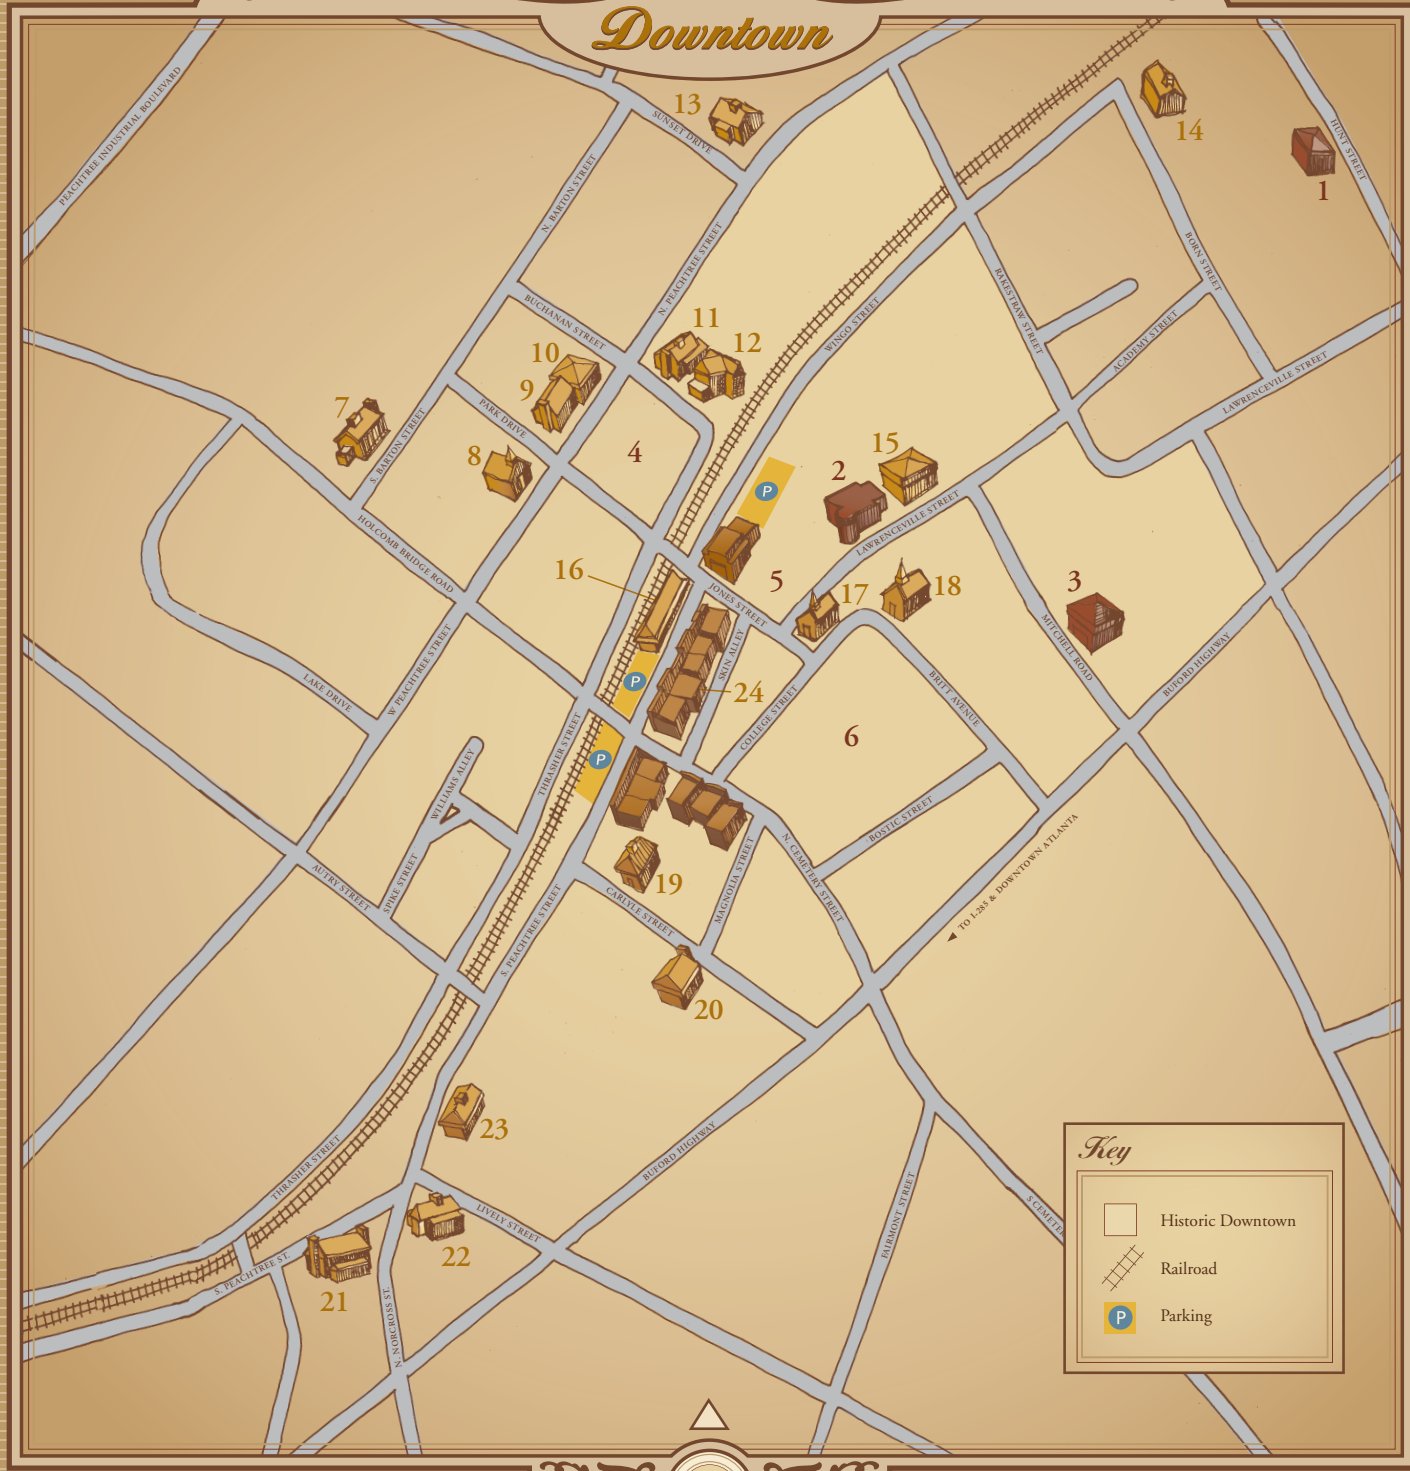 Downtown
PEACHTREE INDUSTRIAL BOULEVARD
13
SUNSET DRIVE
14
HUNT STREET
1
N. BARTON STREET
N. PEACHTREE STREET
BORN STREET
RAKESTRAW STREET
BUCHANAN STREET
11
12
WINGO STREET
ACADEMY STREET
10
9
LAWRENCEVILLE STREET
7
PARK DRIVE
S. BARTON STREET
8
4
15
2
P
LAWRENCEVILLE STREET
HOLCOMB BRIDGE ROAD
16
5
3
JONES STREET
17
18
SKIN ALLEY
MITCHELL ROAD
BUFORD HIGHWAY
W PEACHTREE STREET
LAKE DRIVE
P
24
COLLEGE STREET
BRITT AVENUE
6
THRASHER STREET
P
WILLIAMS ALLEY
BOSTIC STREET
N. CEMETERY STREET
MAGNOLIA STREET
SPIKE STREET
AUTRY STREET
19
CARLYLE STREET
TO I-285 & DOWNTOWN ATLANTA
S. PEACHTREE STREET
20
23
BUFORD HIGHWAY
THRASHER STREET
LIVELY STREET
FAIRMONT STREET
S CEMETE
22
S. PEACHTREE ST.
21
N. NORCROSS ST.
Key
Historic Downtown
Railroad
P
Parking